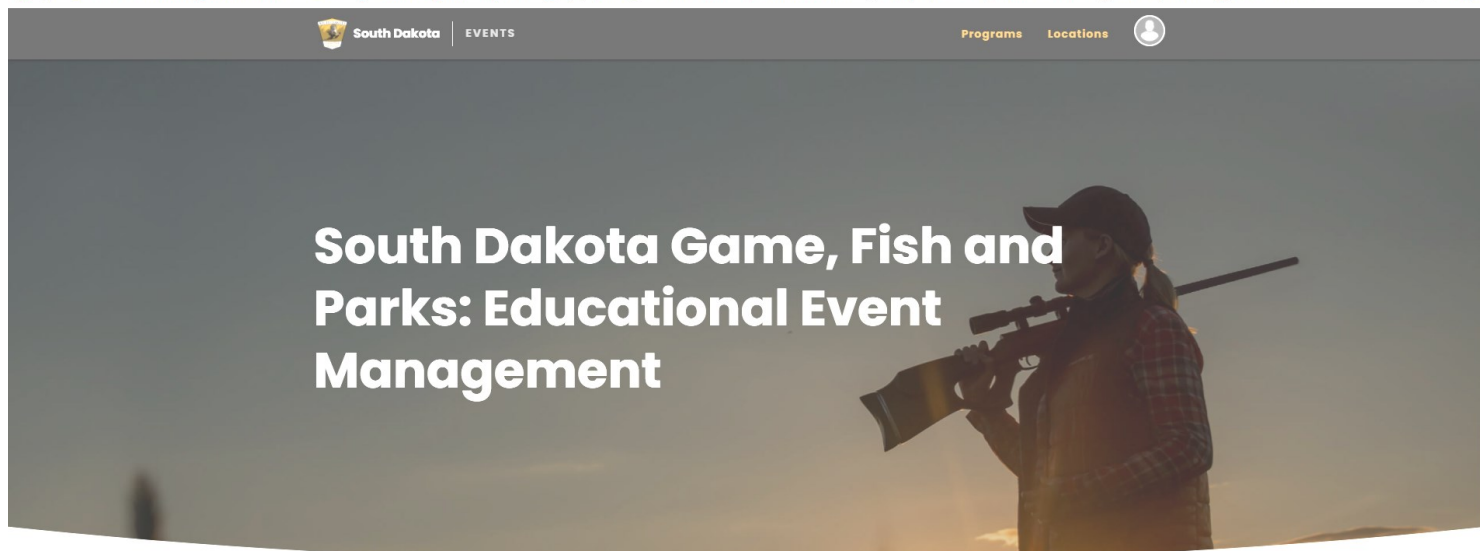 South Dakota EVENTS Programs Locations
South Dakota Game, Fish and
Parks: Educational Event
Management